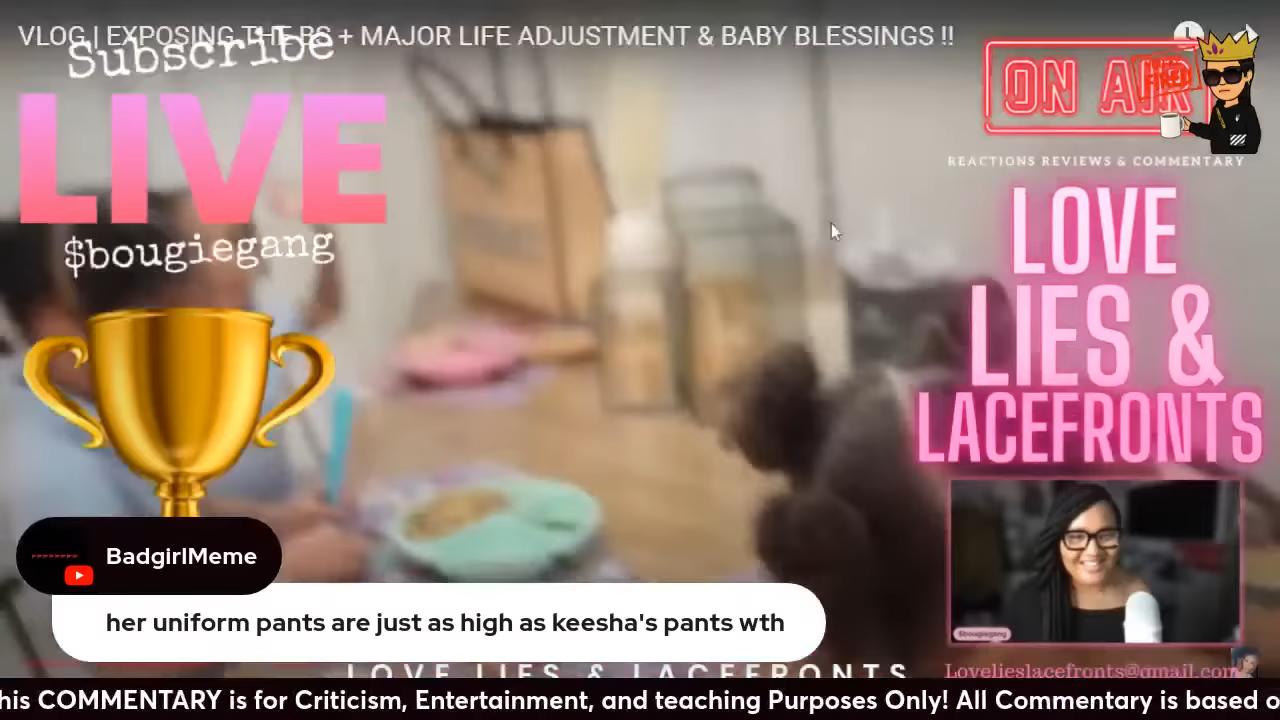 VLOG | EXPOSING THE BS + MAJOR LIFE ADJUSTMENT & BABY BLESSINGS !!
Subscribe
LIVE
$bougiegang
ON AIR
REACTIONS REVIEWS & COMMENTARY
LOVE
LIES &
LACEFRONTS
BadgirlMeme
her uniform pants are just as high as keesha's pants wth
$bougiegang
LOVE LIES & LACEFRONTS
Lovelieslacefronts@gmail.com
his COMMENTARY is for Criticism, Entertainment, and teaching Purposes Only! All Commentary is based o